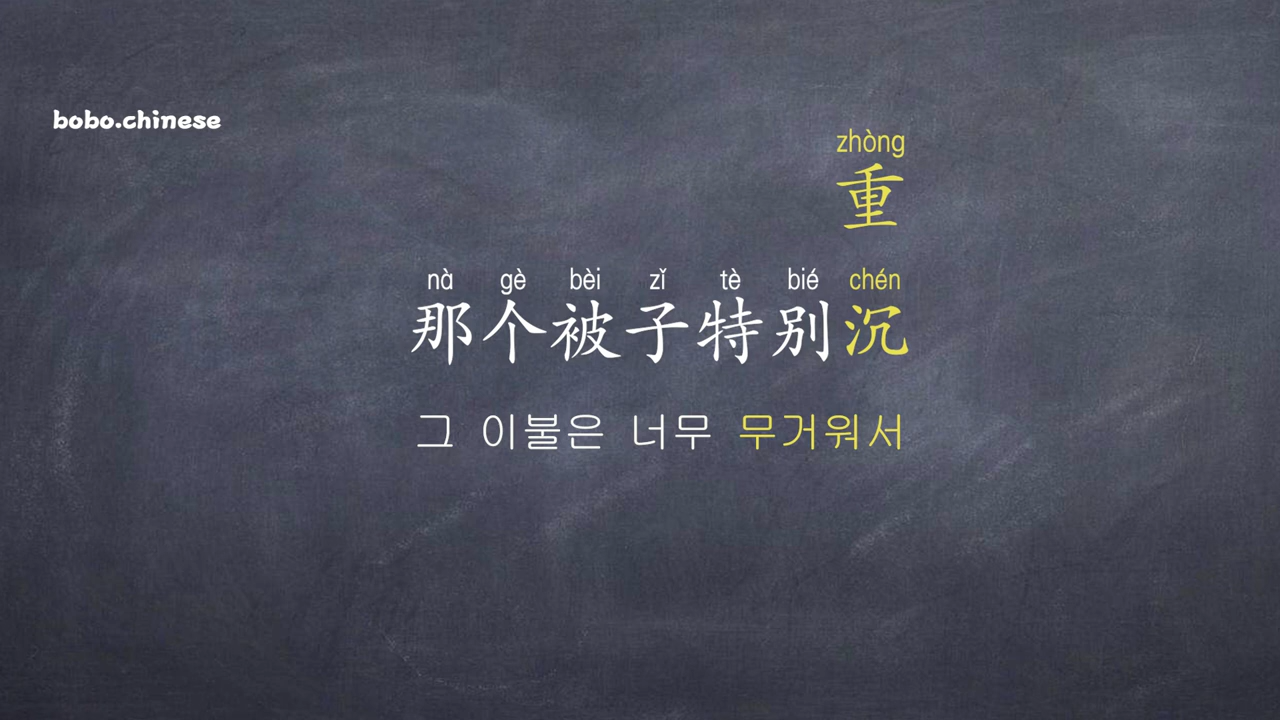 bobo.chinese
zhòng
重
nà gè bèi zǐ tè bié chén
那个被子特别沉
그 이불은 너무 무거워서